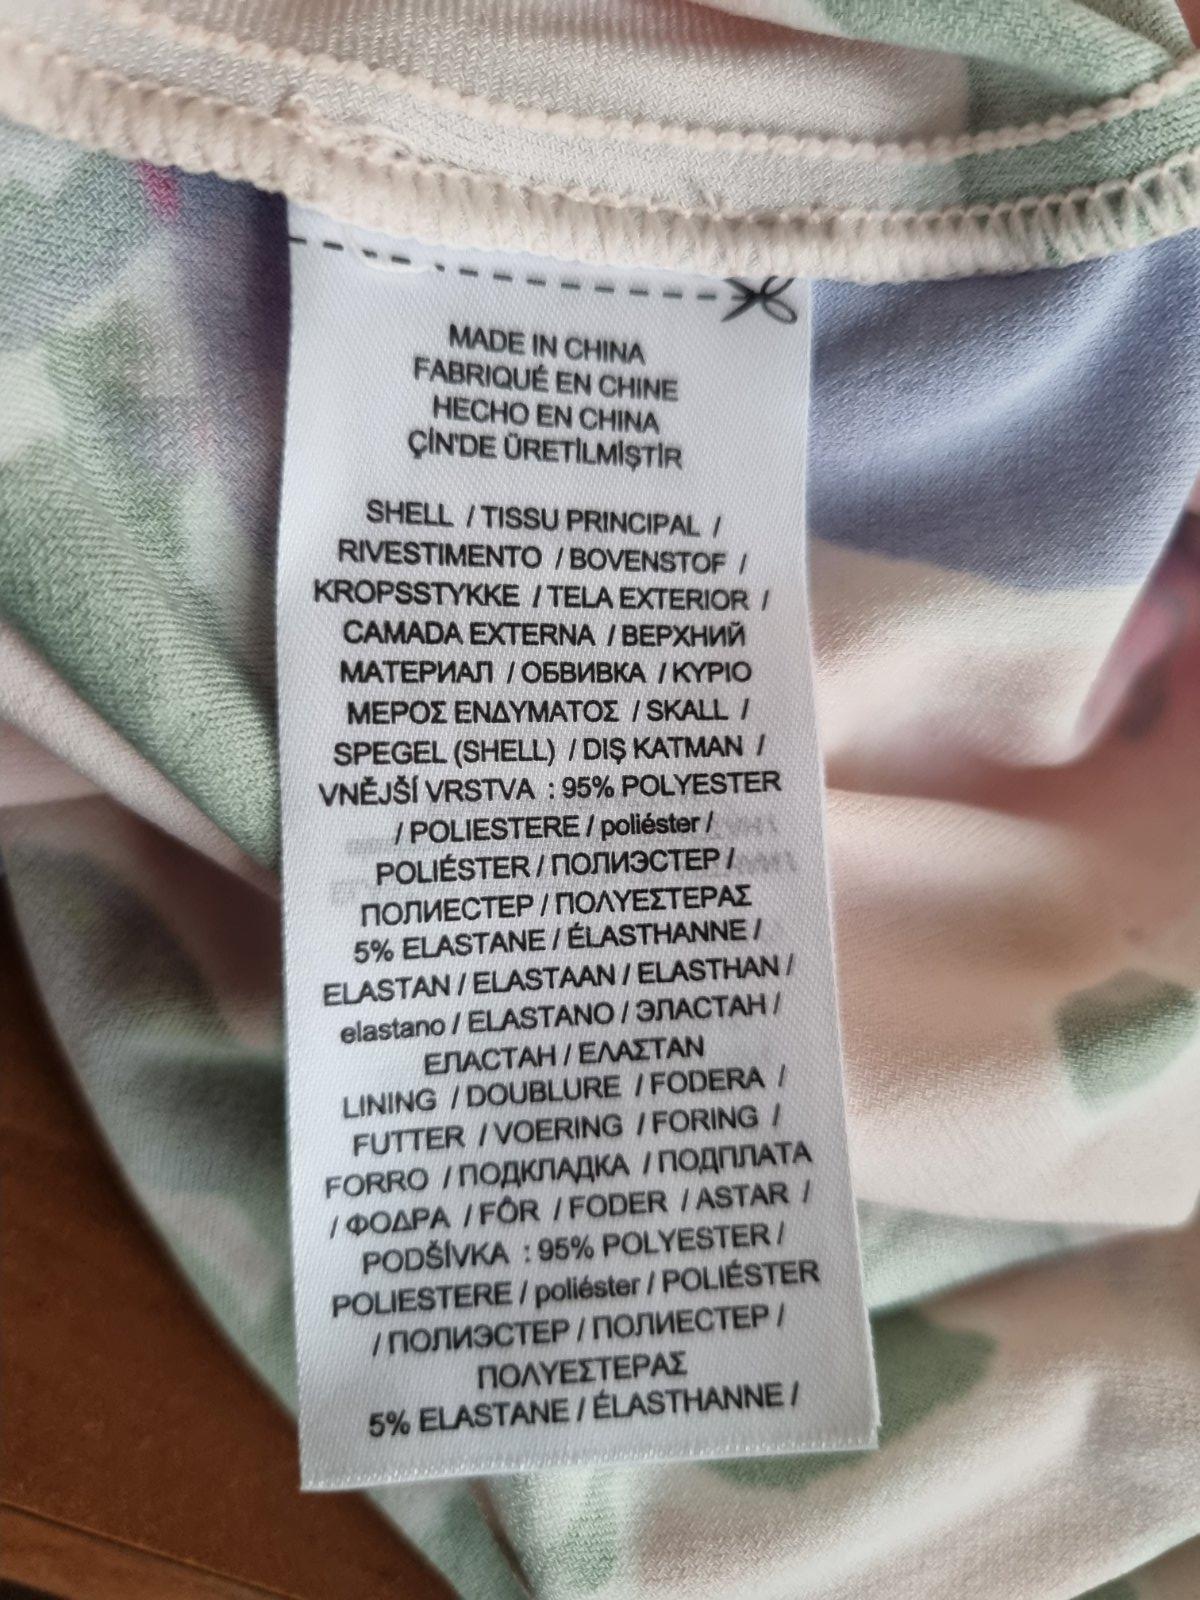 MADE IN CHINA
FABRIQUÉ EN CHINE
HECHO EN CHINA
ÇİN'DE ÜRETİLMİŞTİR
SHELL / TISSU PRINCIPAL /
RIVESTIMENTO / BOVENSTOF /
KROPSSTYKKE / TELA EXTERIOR /
CAMADA EXTERNA / ВЕРХНИЙ
МАТЕРИАЛ / ОБВИВКА / ΚΥΡΙΟ
ΜΕΡΟΣ ΕΝΔΥΜΑΤΟΣ / SKALL /
SPEGEL (SHELL) / DIŞ KATMAN /
VNĚJŠÍ VRSTVA : 95% POLYESTER
/ POLIESTERE / poliéster /
POLIÉSTER / ПОЛИЭСТЕР /
ПОЛИЕСТЕР / ΠΟΛΥΕΣΤΕΡΑΣ
5% ELASTANE / ÉLASTHANNE /
ELASTAN / ELASTAAN / ELASTHAN /
elastano / ELASTANO / ЭЛАСТАН /
ЕЛАСТАН / ΕΛΑΣΤΑΝ
LINING / DOUBLURE / FODERA /
FUTTER / VOERING / FORING /
FORRO / ПОДКЛАДКА / ПОДПЛАТА
/ ΦΟΔΡΑ / FÔR / FODER / ASTAR /
PODŠÍVKA : 95% POLYESTER /
POLIESTERE / poliéster / POLIÉSTER
/ ПОЛИЭСТЕР / ПОЛИЕСТЕР /
ΠΟΛΥΕΣΤΕΡΑΣ
5% ELASTANE / ÉLASTHANNE /